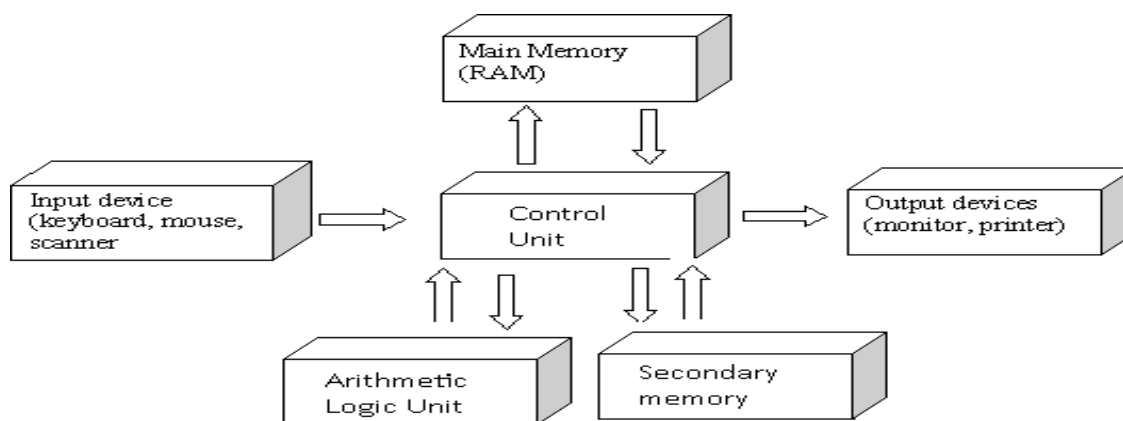 Main Memory
(RAM)
Input device
(keyboard, mouse,
scanner
Control
Unit
Output devices
(monitor, printer)
Arithmetic
Logic Unit
Secondary
memory